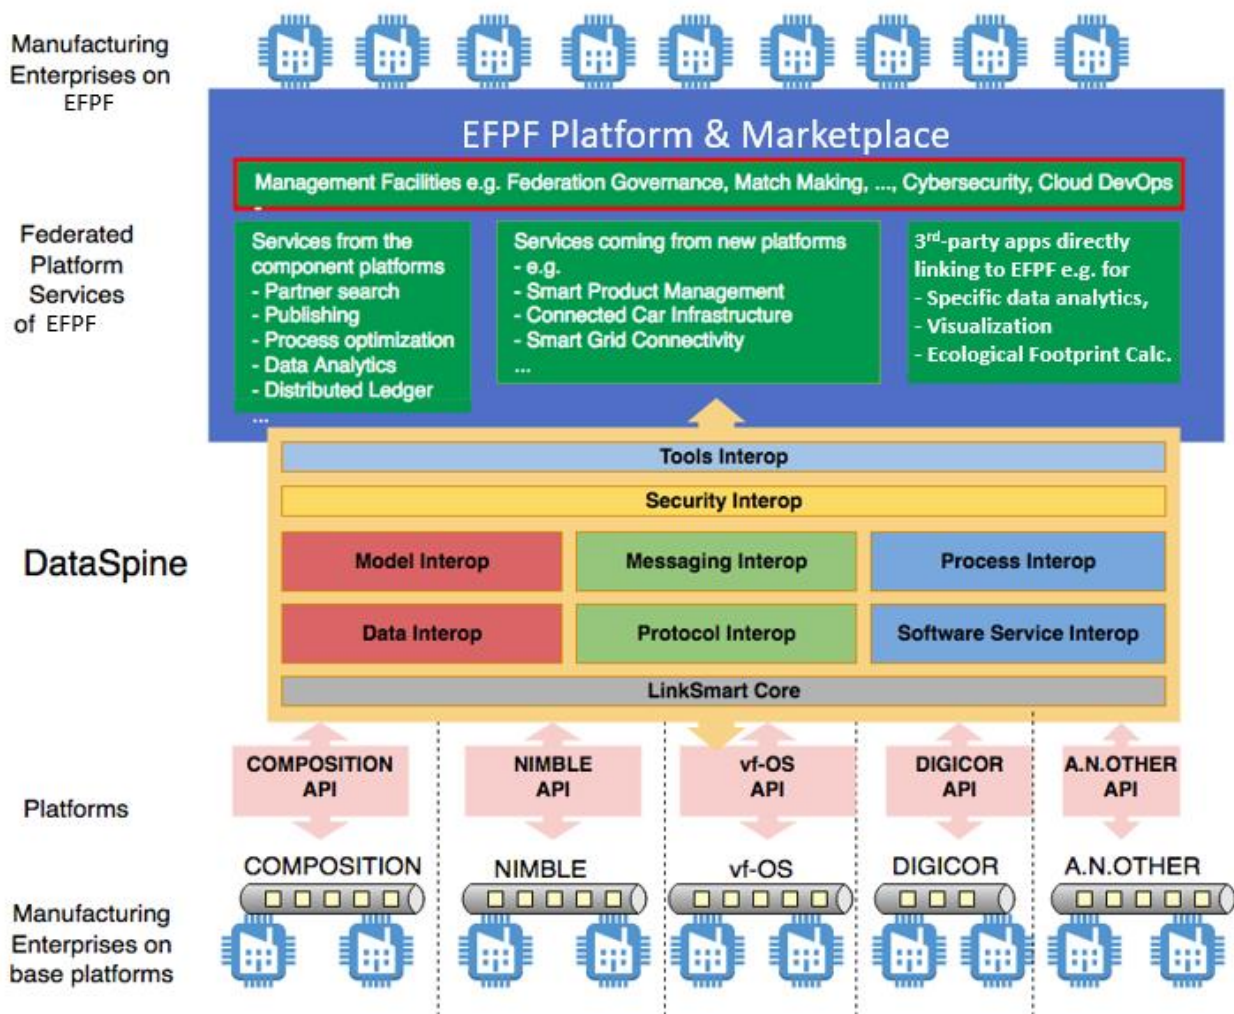 Manufacturing
Enterprises on
EFPF
EFPF Platform & Marketplace
Management Facilities e.g. Federation Governance, Match Making, ..., Cybersecurity, Cloud DevOps
-
Federated
Platform
Services
of EFPF
Services from the
component platforms
- Partner search
- Publishing
- Process optimization
- Data Analytics
- Distributed Ledger
...
Services coming from new platforms
- e.g.
- Smart Product Management
- Connected Car Infrastructure
- Smart Grid Connectivity
...
3rd-party apps directly
linking to EFPF e.g. for
- Specific data analytics,
- Visualization
- Ecological Footprint Calc.
DataSpine
Tools Interop
Security Interop
Model Interop
Messaging Interop
Process Interop
Data Interop
Protocol Interop
Software Service Interop
LinkSmart Core
Platforms
COMPOSITION
API
NIMBLE
API
vf-OS
API
DIGICOR
API
A.N.OTHER
API
COMPOSITION
NIMBLE
vf-OS
DIGICOR
A.N.OTHER
Manufacturing
Enterprises on
base platforms